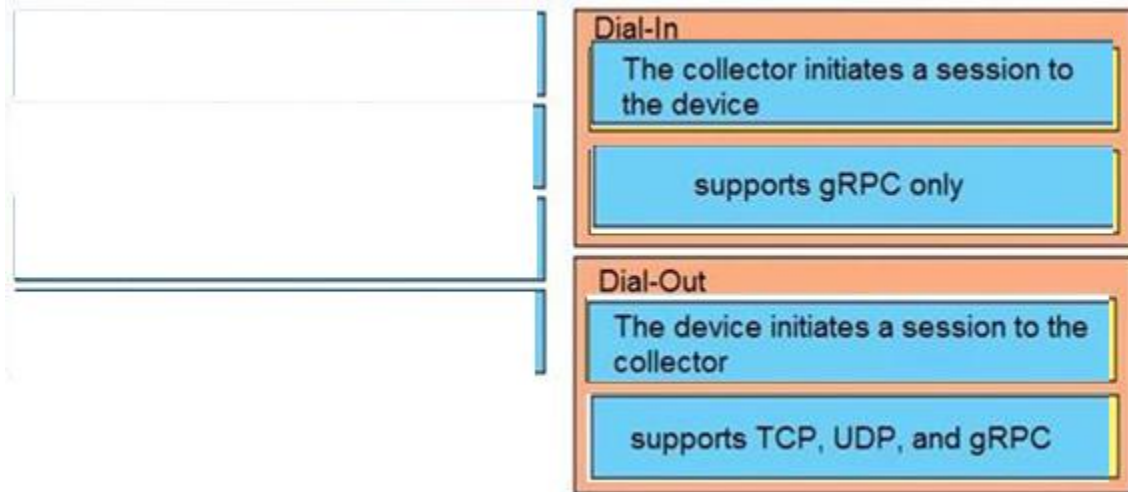 Dial-In
The collector initiates a session to
the device
supports gRPC only
Dial-Out
The device initiates a session to the
collector
supports TCP, UDP, and gRPC